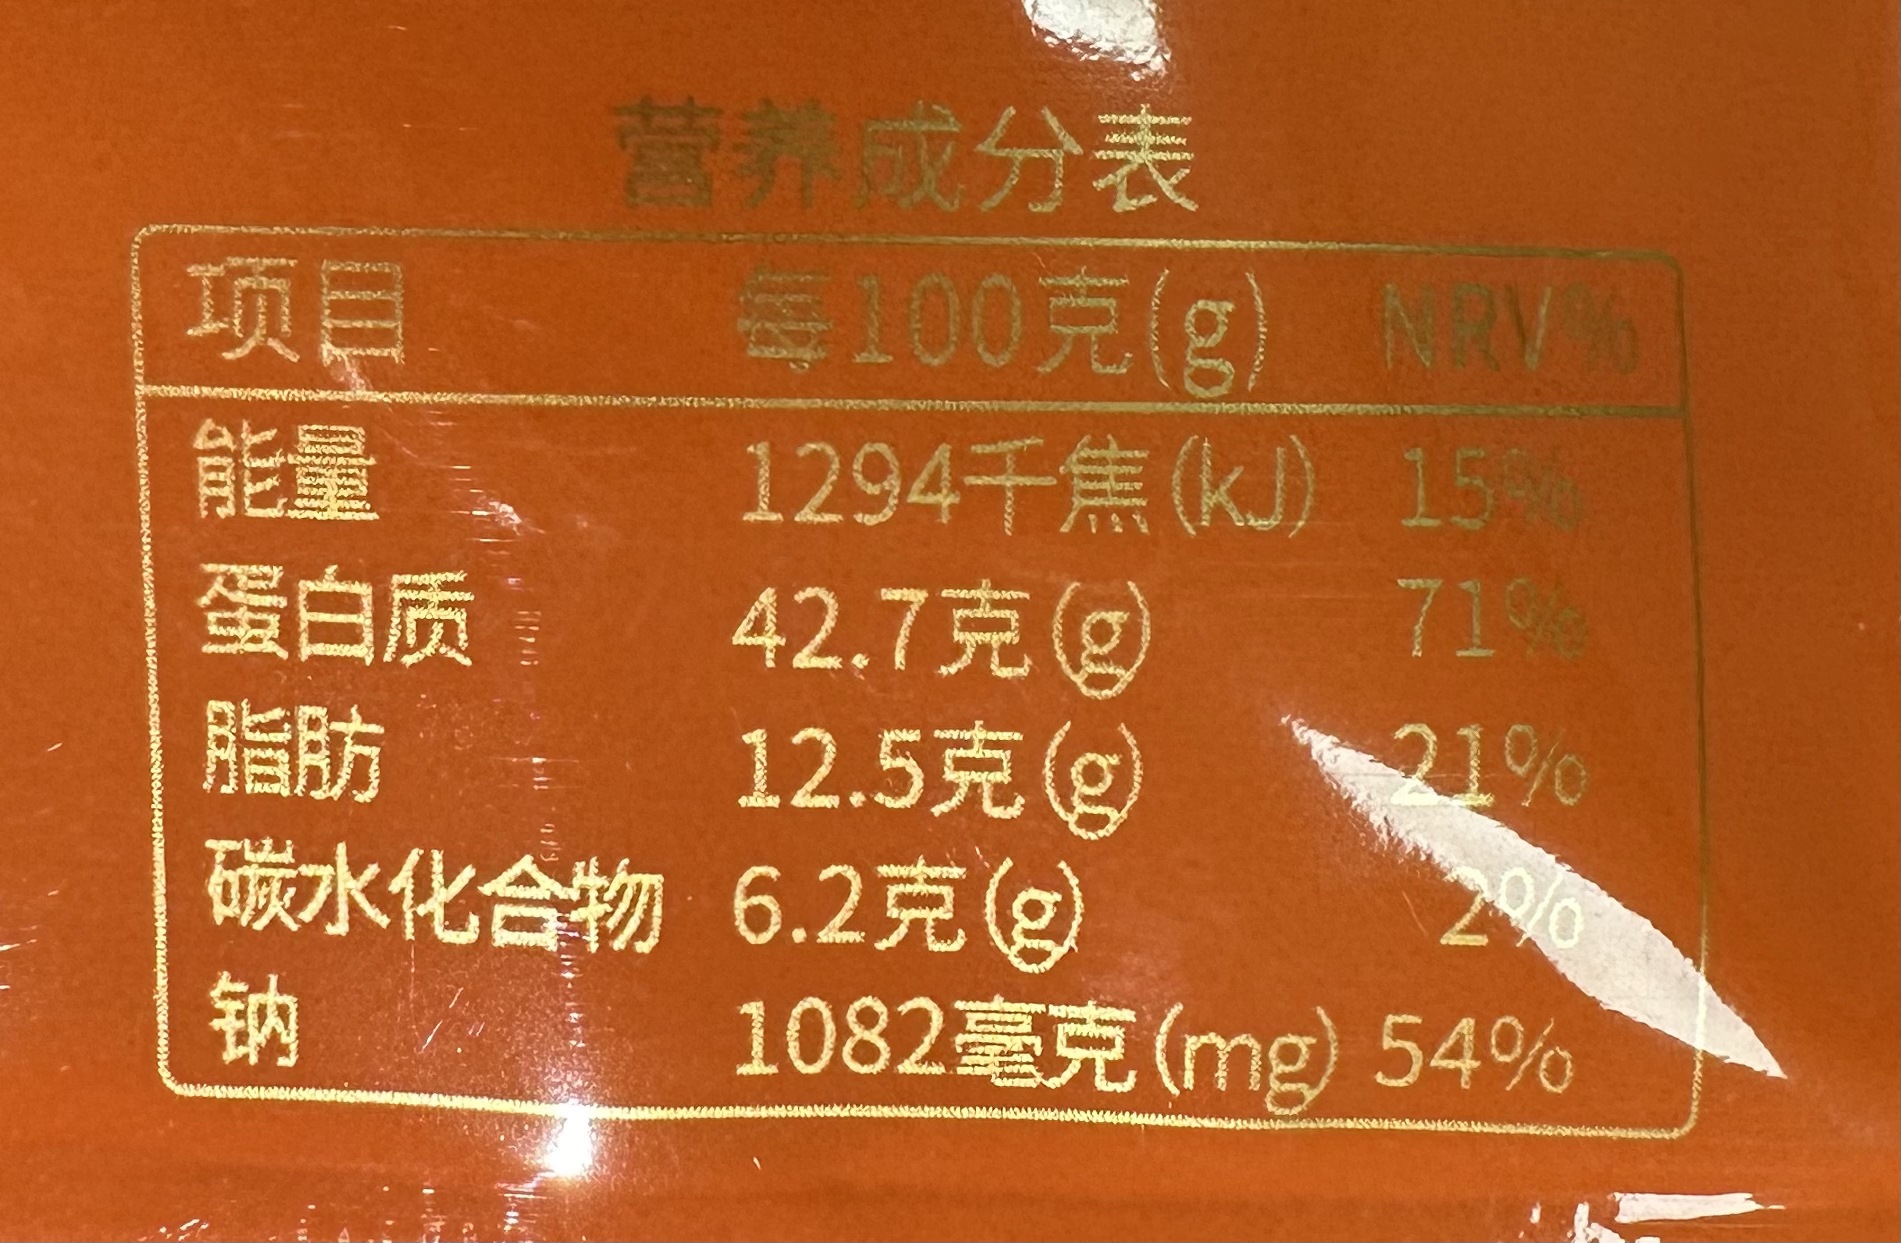 营养成分表
项目 每100克(g) NRV%
能量 1294千焦(kJ) 15%
蛋白质 42.7克(g) 71%
脂肪 12.5克(g) 21%
碳水化合物 6.2克(g) 2%
钠 1082毫克(mg) 54%